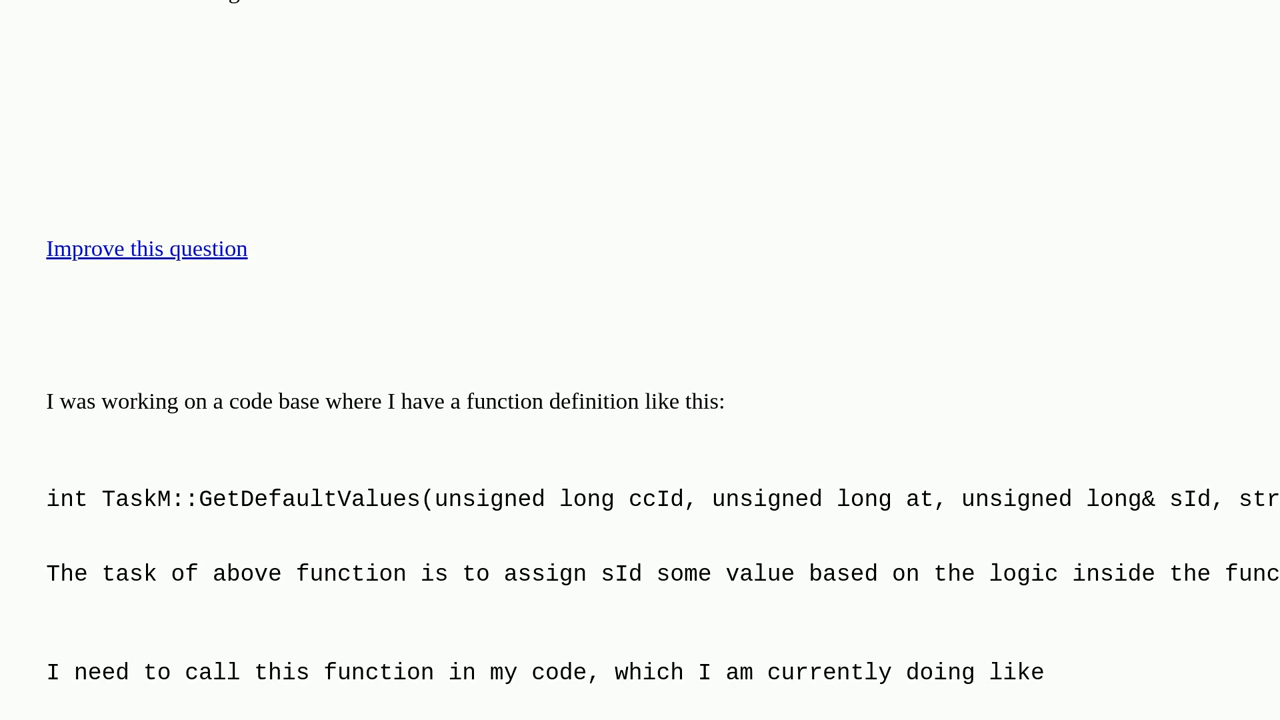 Improve this question
I was working on a code base where I have a function definition like this:
int TaskM::GetDefaultValues(unsigned long ccId, unsigned long at, unsigned long& sId, str
The task of above function is to assign sId some value based on the logic inside the func
I need to call this function in my code, which I am currently doing like